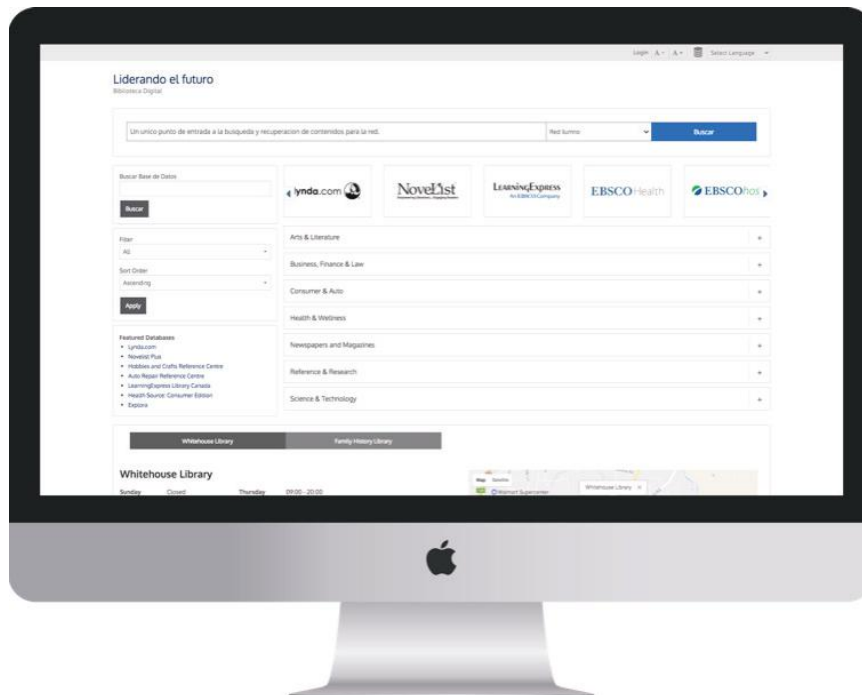 Login A - A + Select Language
Liderando el futuro
Biblioteca Digital
Un unico punto de entrada a la busqueda y recuperacion de contenidos para la red.
Red Ilumno
Buscar
Buscar Base de Datos
Buscar
lynda.com
NoveList
LEARNINGEXPRESS
An EBSCO Company
EBSCO Health
EBSCOhos
Filter
All
Sort Order
Ascending
Apply
Arts & Literature
Business, Finance & Law
Consumer & Auto
Health & Wellness
Newspapers and Magazines
Reference & Research
Science & Technology
Featured Databases
Lynda.com
Novelist Plus
Hobbies and Crafts Reference Centre
Auto Repair Reference Centre
LearningExpress Library Canada
Health Source: Consumer Edition
Explora
Whitehouse Library
Family History Library
Whitehouse Library
Sunday Closed Thursday 09:00 - 20:00
Map Satellite
Walmart Supercenter
Whitehouse Library